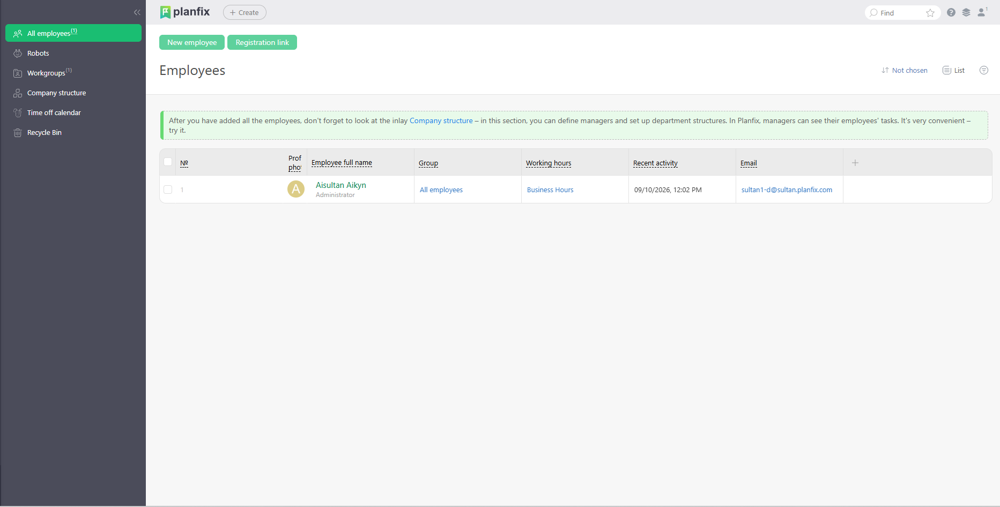 planfix
+ Create
Find
1
All employees(1)
Robots
Workgroups(1)
Company structure
Time off calendar
Recycle Bin
New employee
Registration link
Employees
Not chosen
List
After you have added all the employees, don't forget to look at the inlay Company structure – in this section, you can define managers and set up department structures. In Planfix, managers can see their employees' tasks. It's very convenient –
try it.
№
Prof
phot
Employee full name
Group
Working hours
Recent activity
Email
1
A
Aisultan Aikyn
Administrator
All employees
Business Hours
09/10/2026, 12:02 PM
sultan1-d@sultan.planfix.com